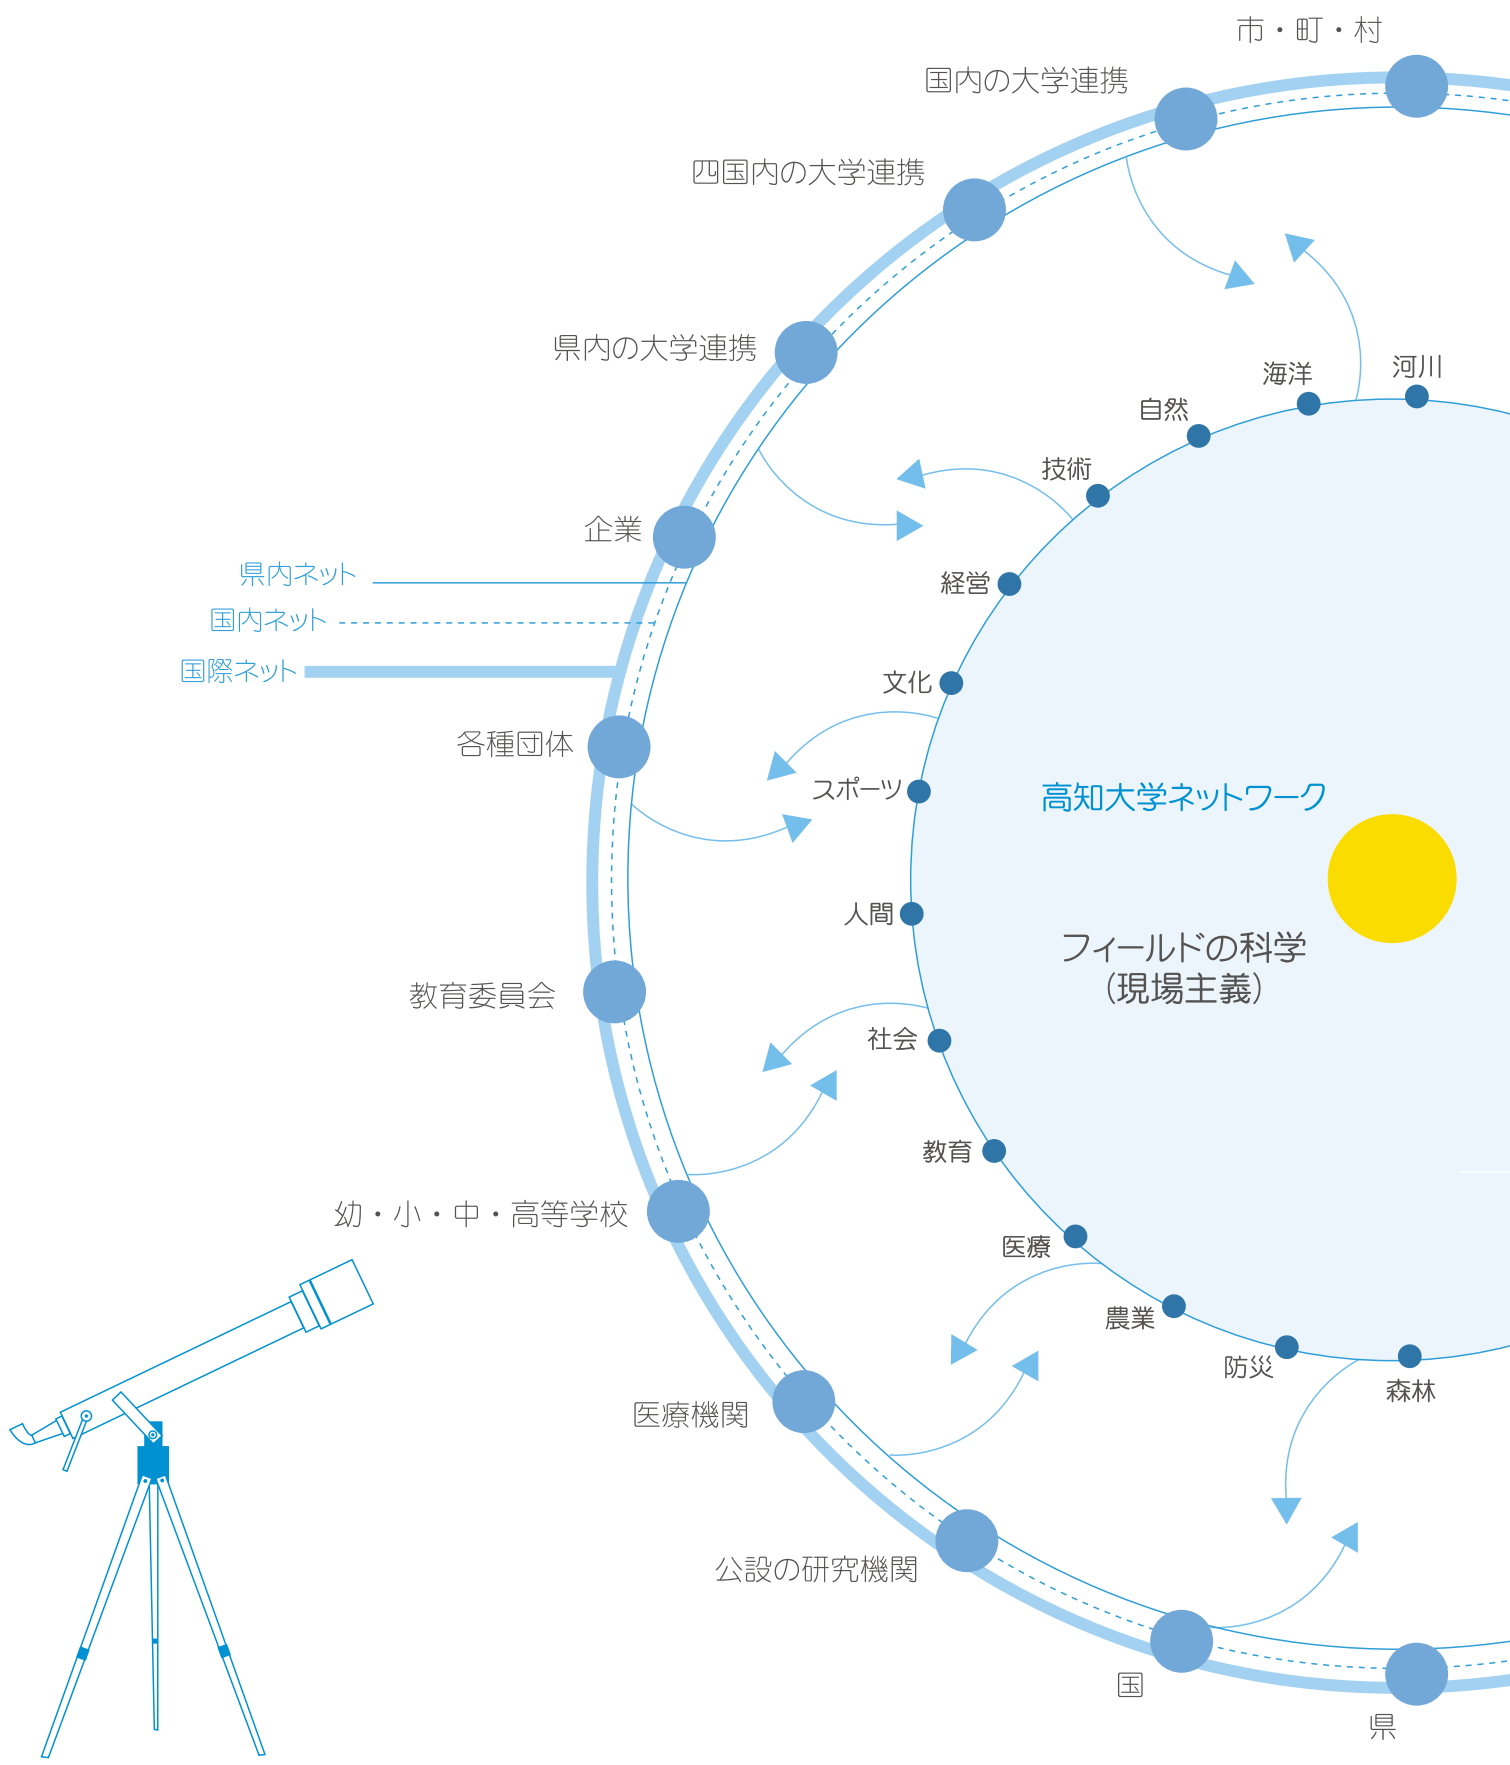 市・町・村
国内の大学連携
四国内の大学連携
県内の大学連携
企業
県内ネット
国内ネット
国際ネット
各種団体
教育委員会
幼・小・中・高等学校
医療機関
公設の研究機関
国
県
河川
海洋
自然
技術
経営
文化
スポーツ
人間
社会
教育
医療
農業
防災
森林
高知大学ネットワーク
フィールドの科学
(現場主義)